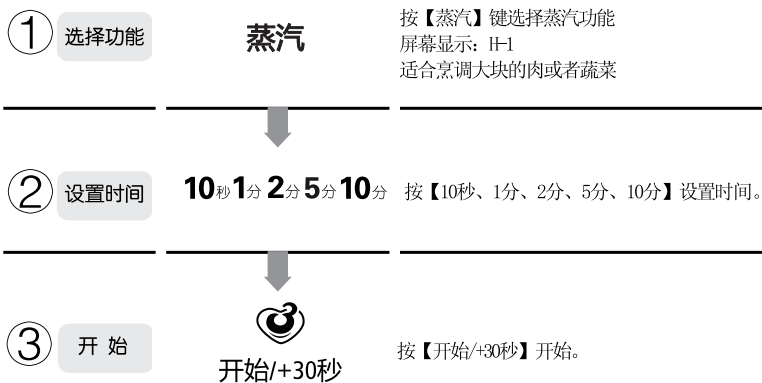 ① 选择功能
蒸汽
按【蒸汽】键选择蒸汽功能
屏幕显示：H-1
适合烹调大块的肉或者蔬菜
② 设置时间
10秒 1分 2分 5分 10分
按【10秒、1分、2分、5分、10分】设置时间。
③ 开 始
开始/+30秒
按【开始/+30秒】开始。